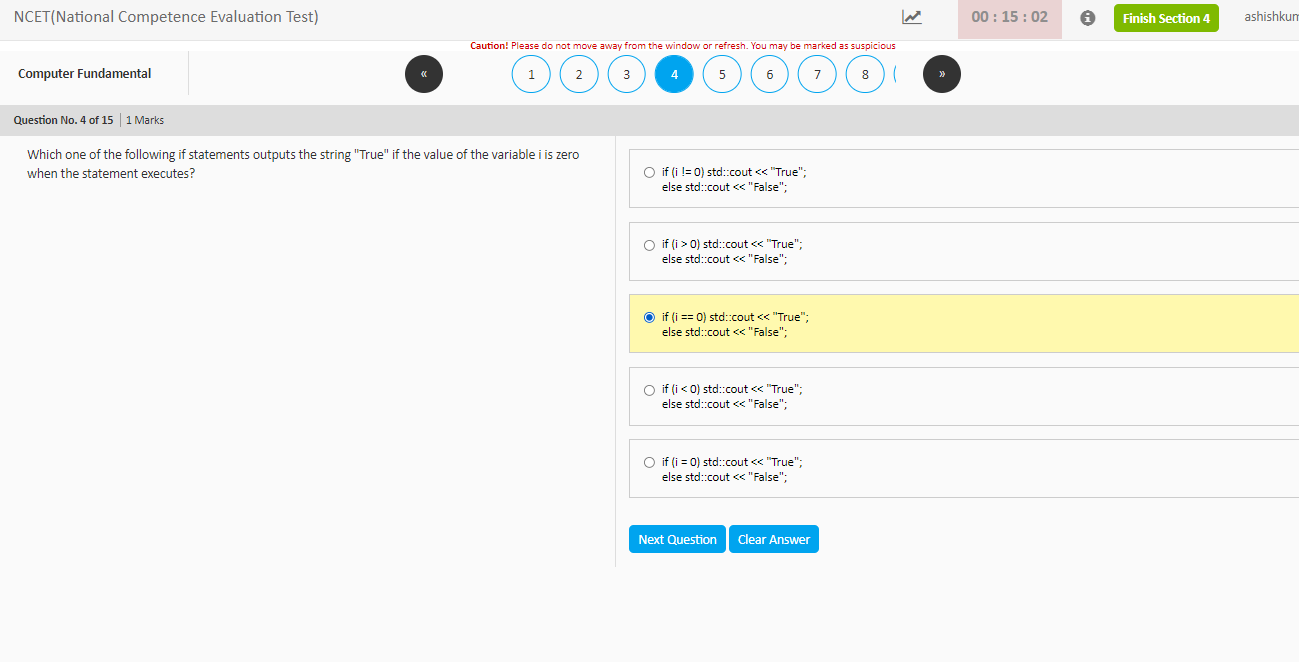 NCET(National Competence Evaluation Test)
00 : 15 : 02
Finish Section 4
ashishkum
Caution! Please do not move away from the window or refresh. You may be marked as suspicious
Computer Fundamental
«
1
2
3
4
5
6
7
8
»
Question No. 4 of 15 | 1 Marks
Which one of the following if statements outputs the string "True" if the value of the variable i is zero
when the statement executes?
if (i != 0) std::cout << "True";
else std::cout << "False";
if (i > 0) std::cout << "True";
else std::cout << "False";
if (i == 0) std::cout << "True";
else std::cout << "False";
if (i < 0) std::cout << "True";
else std::cout << "False";
if (i = 0) std::cout << "True";
else std::cout << "False";
Next Question
Clear Answer